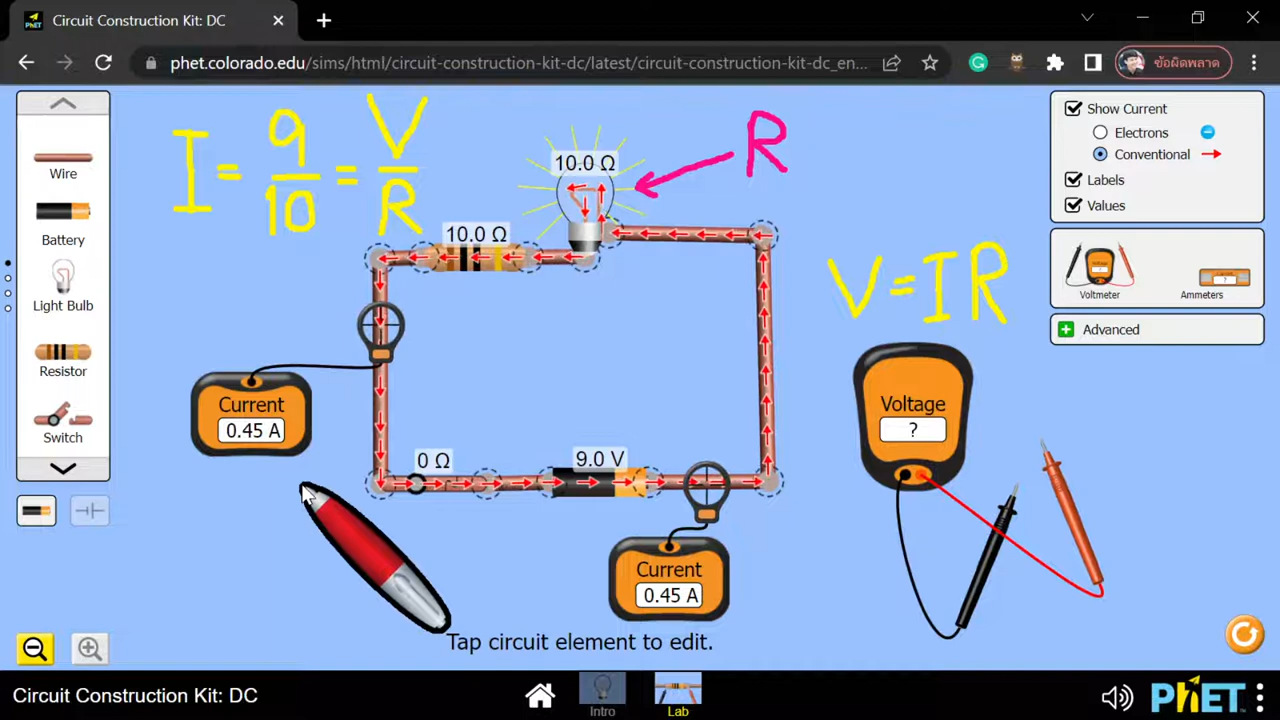 PhET
Circuit Construction Kit: DC
phet.colorado.edu/sims/html/circuit-construction-kit-dc/latest/circuit-construction-kit-dc_en...
ข้อผิดพลาด
Wire
Battery
Light Bulb
Resistor
Switch
I = 9/10 = V/R
R
10.0 Ω
10.0 Ω
V=IR
Current
0.45 A
0 Ω
9.0 V
Current
0.45 A
Voltage
?
Tap circuit element to edit.
Show Current
Electrons
Conventional
Labels
Values
Voltmeter
Ammeters
?
Advanced
Circuit Construction Kit: DC
Intro
Lab
PhET